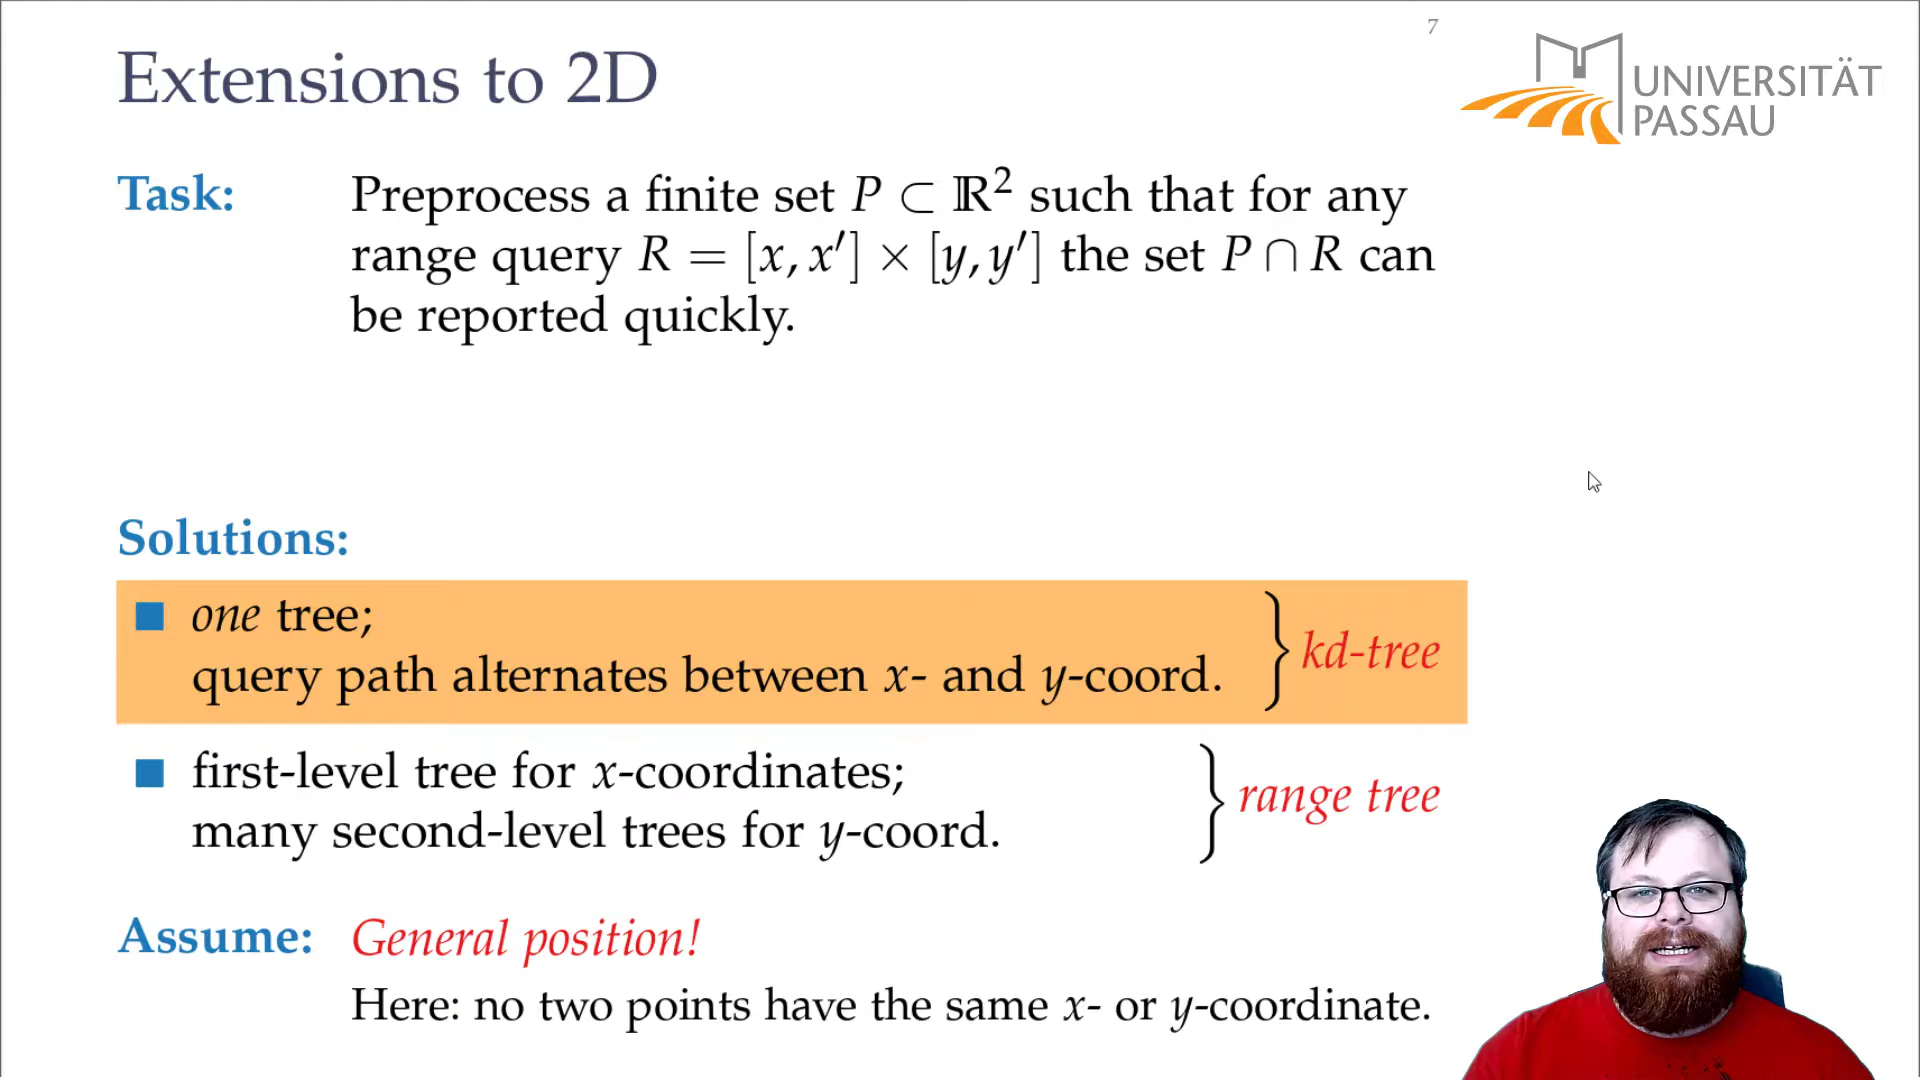 7
Extensions to 2D
UNIVERSITÄT
PASSAU
Task: Preprocess a finite set P ⊂ ℝ² such that for any
range query R = [x, x′] × [y, y′] the set P ∩ R can
be reported quickly.
Solutions:
■ one tree;
query path alternates between x- and y-coord. } kd-tree
■ first-level tree for x-coordinates;
many second-level trees for y-coord. } range tree
Assume: General position!
Here: no two points have the same x- or y-coordinate.